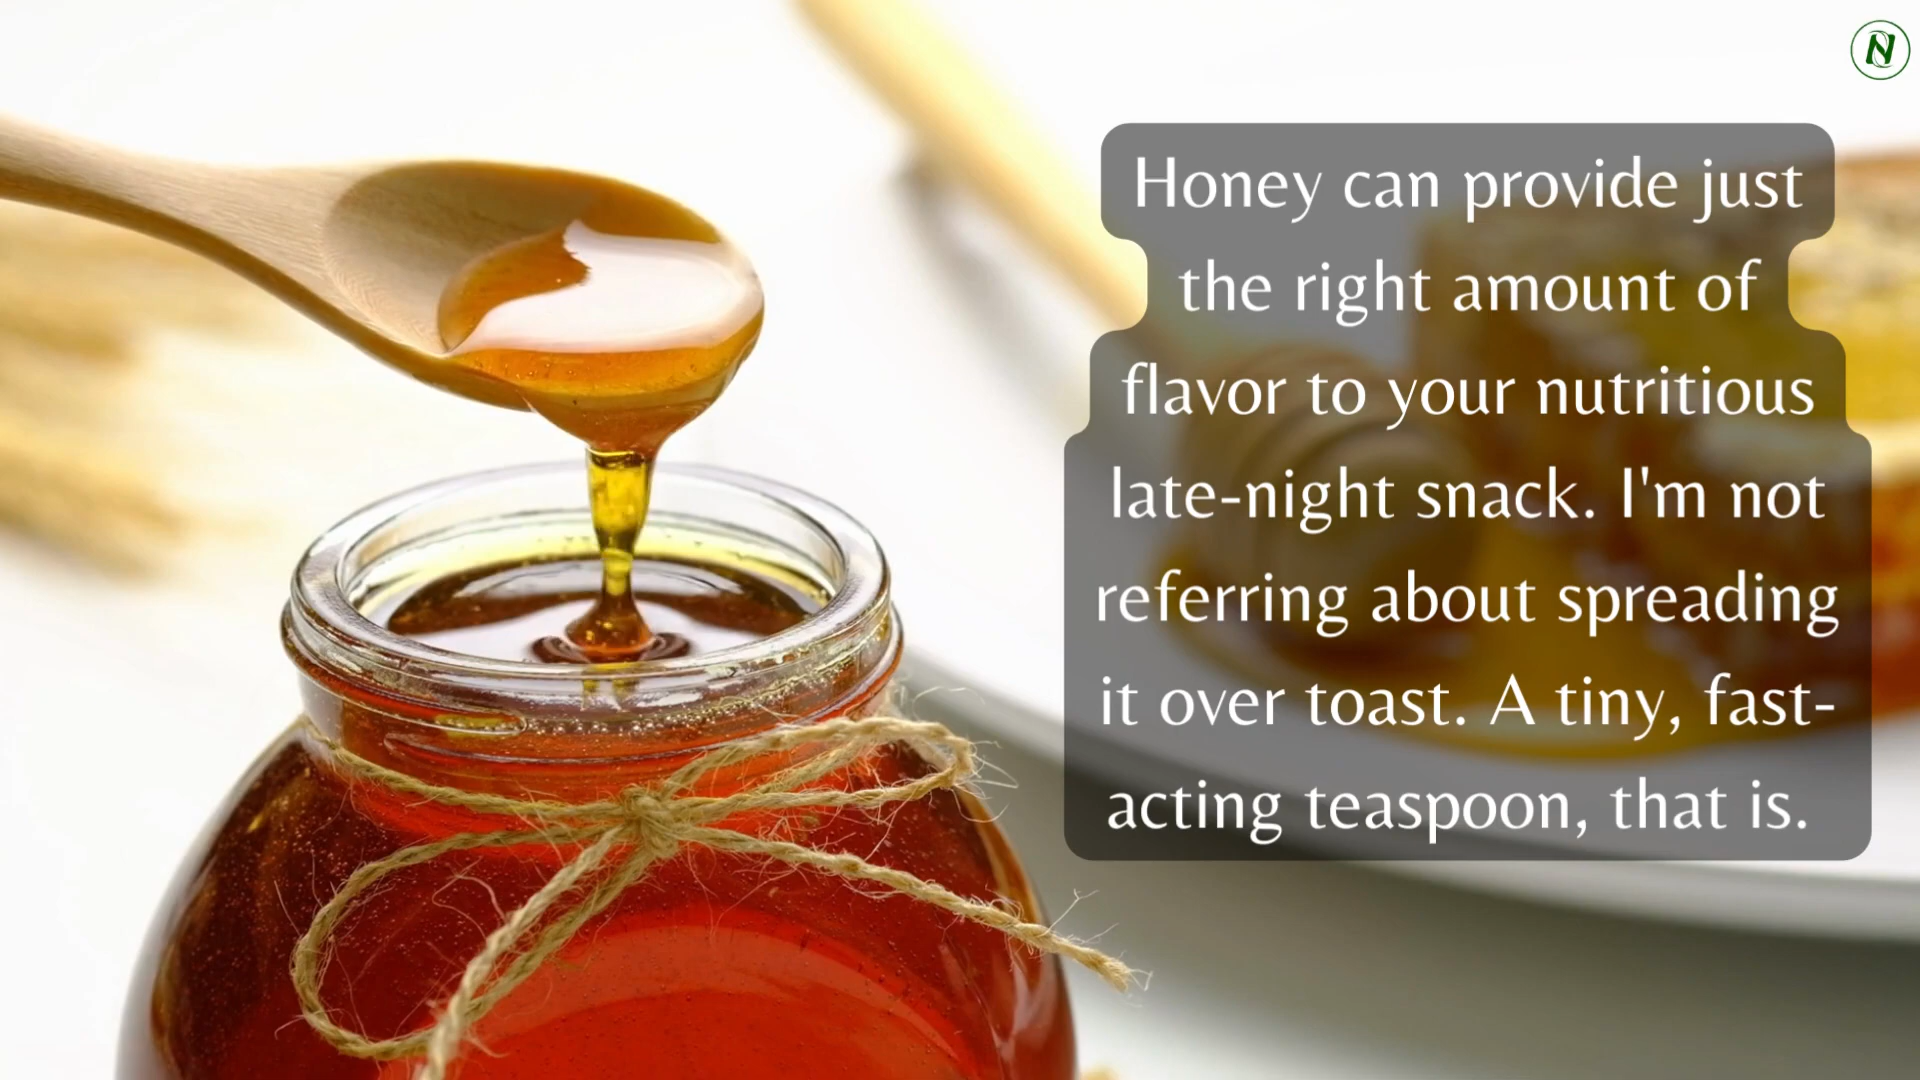 N
Honey can provide just
the right amount of
flavor to your nutritious
late-night snack. I'm not
referring about spreading
it over toast. A tiny, fast-
acting teaspoon, that is.